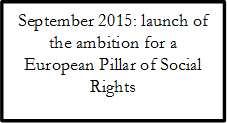 September 2015: launch of
the ambition for a
European Pillar of Social
Rights